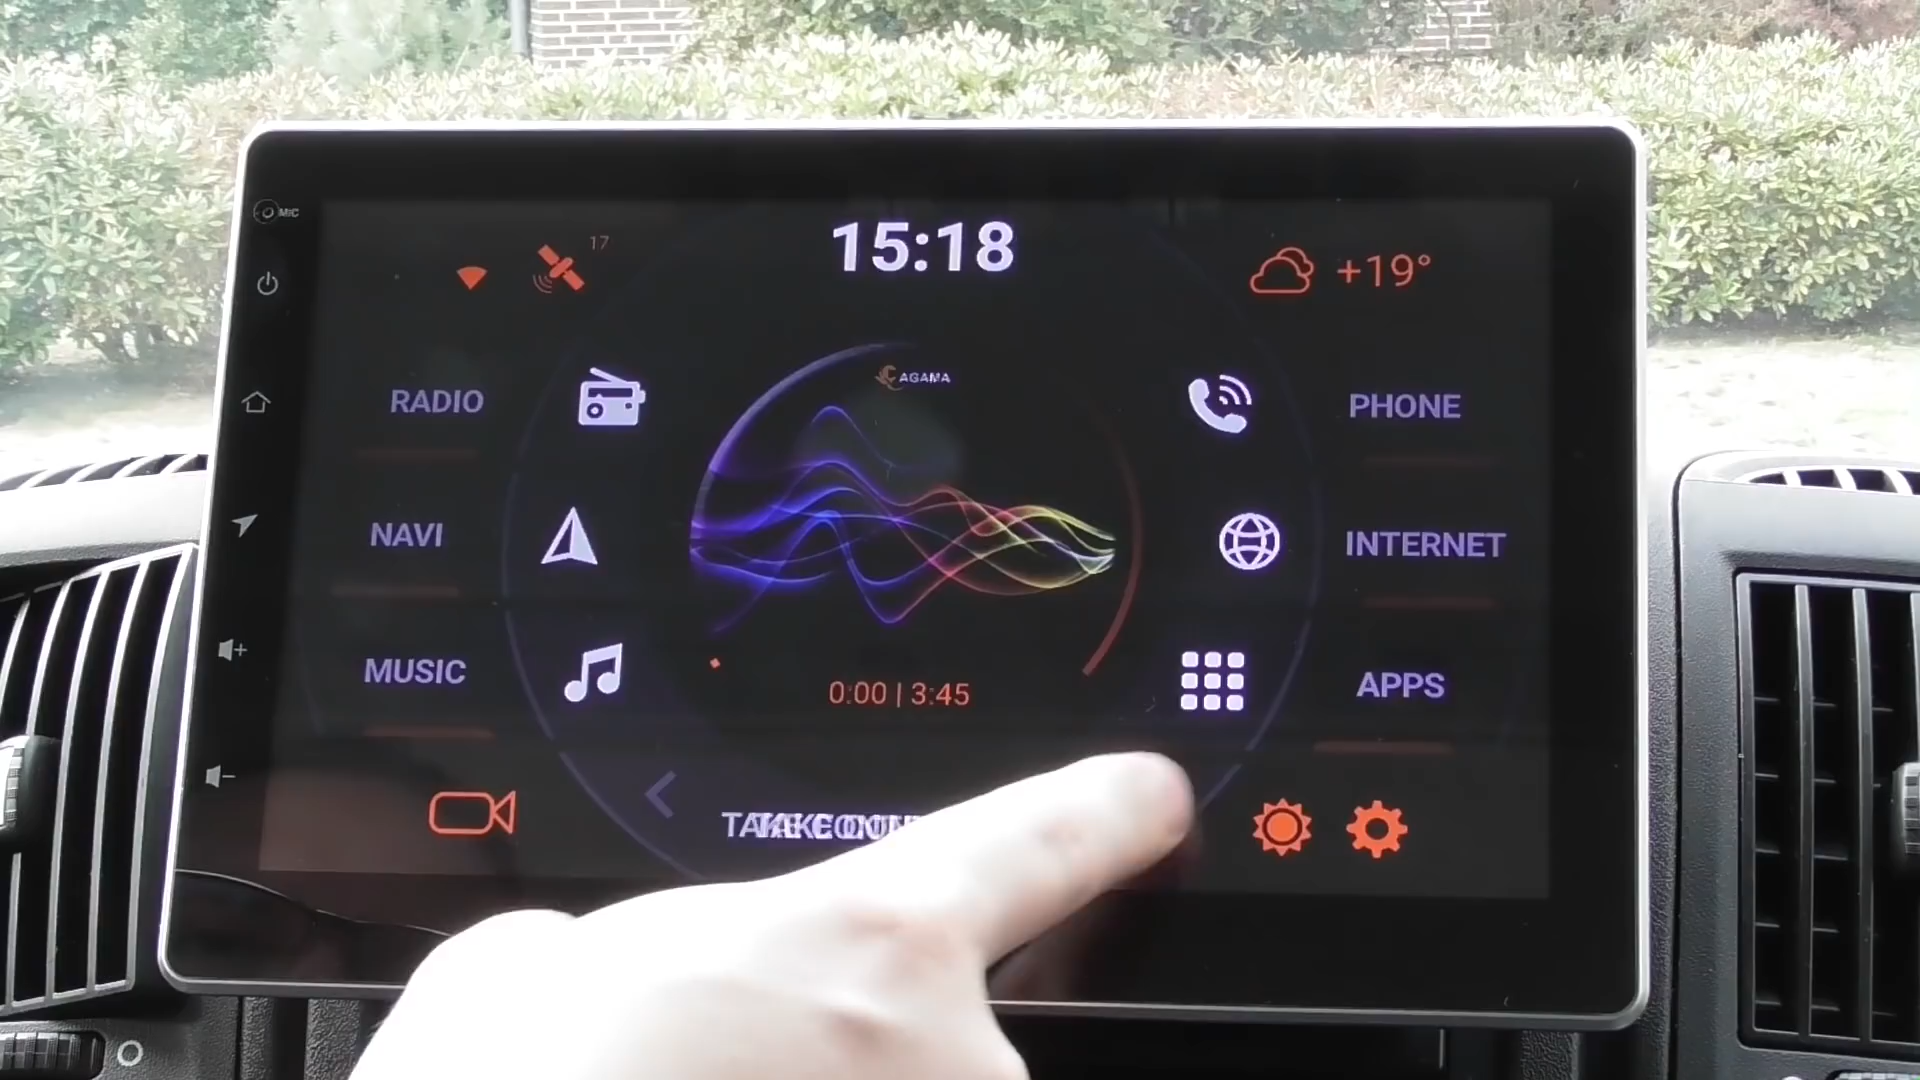 MIC
17
15:18
+19°
AGAMA
RADIO
PHONE
NAVI
INTERNET
MUSIC
APPS
0:00 | 3:45